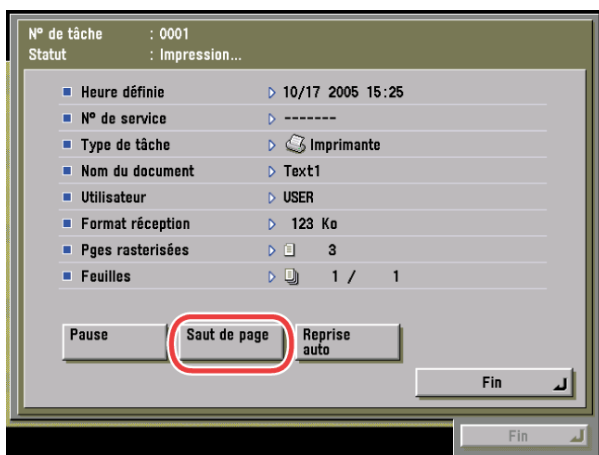 Nº de tâche : 0001
Statut : Impression...
Heure définie 10/17 2005 15:25
Nº de service -------
Type de tâche Imprimante
Nom du document Text1
Utilisateur USER
Format réception 123 Ko
Pges rasterisées 3
Feuilles 1 / 1
Pause Saut de page Reprise
auto
Fin
Fin